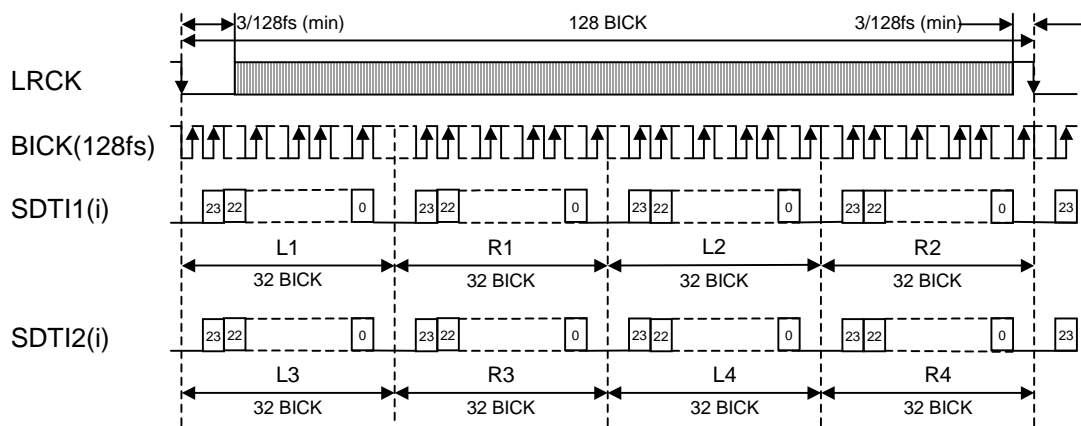 3/128fs (min) 128 BICK 3/128fs (min)
LRCK
BICK(128fs)
SDTI1(i) 23 22 0 23 22 0 23 22 0 23 22 0 23
L1 R1 L2 R2
32 BICK 32 BICK 32 BICK 32 BICK
SDTI2(i) 23 22 0 23 22 0 23 22 0 23 22 0 23
L3 R3 L4 R4
32 BICK 32 BICK 32 BICK 32 BICK